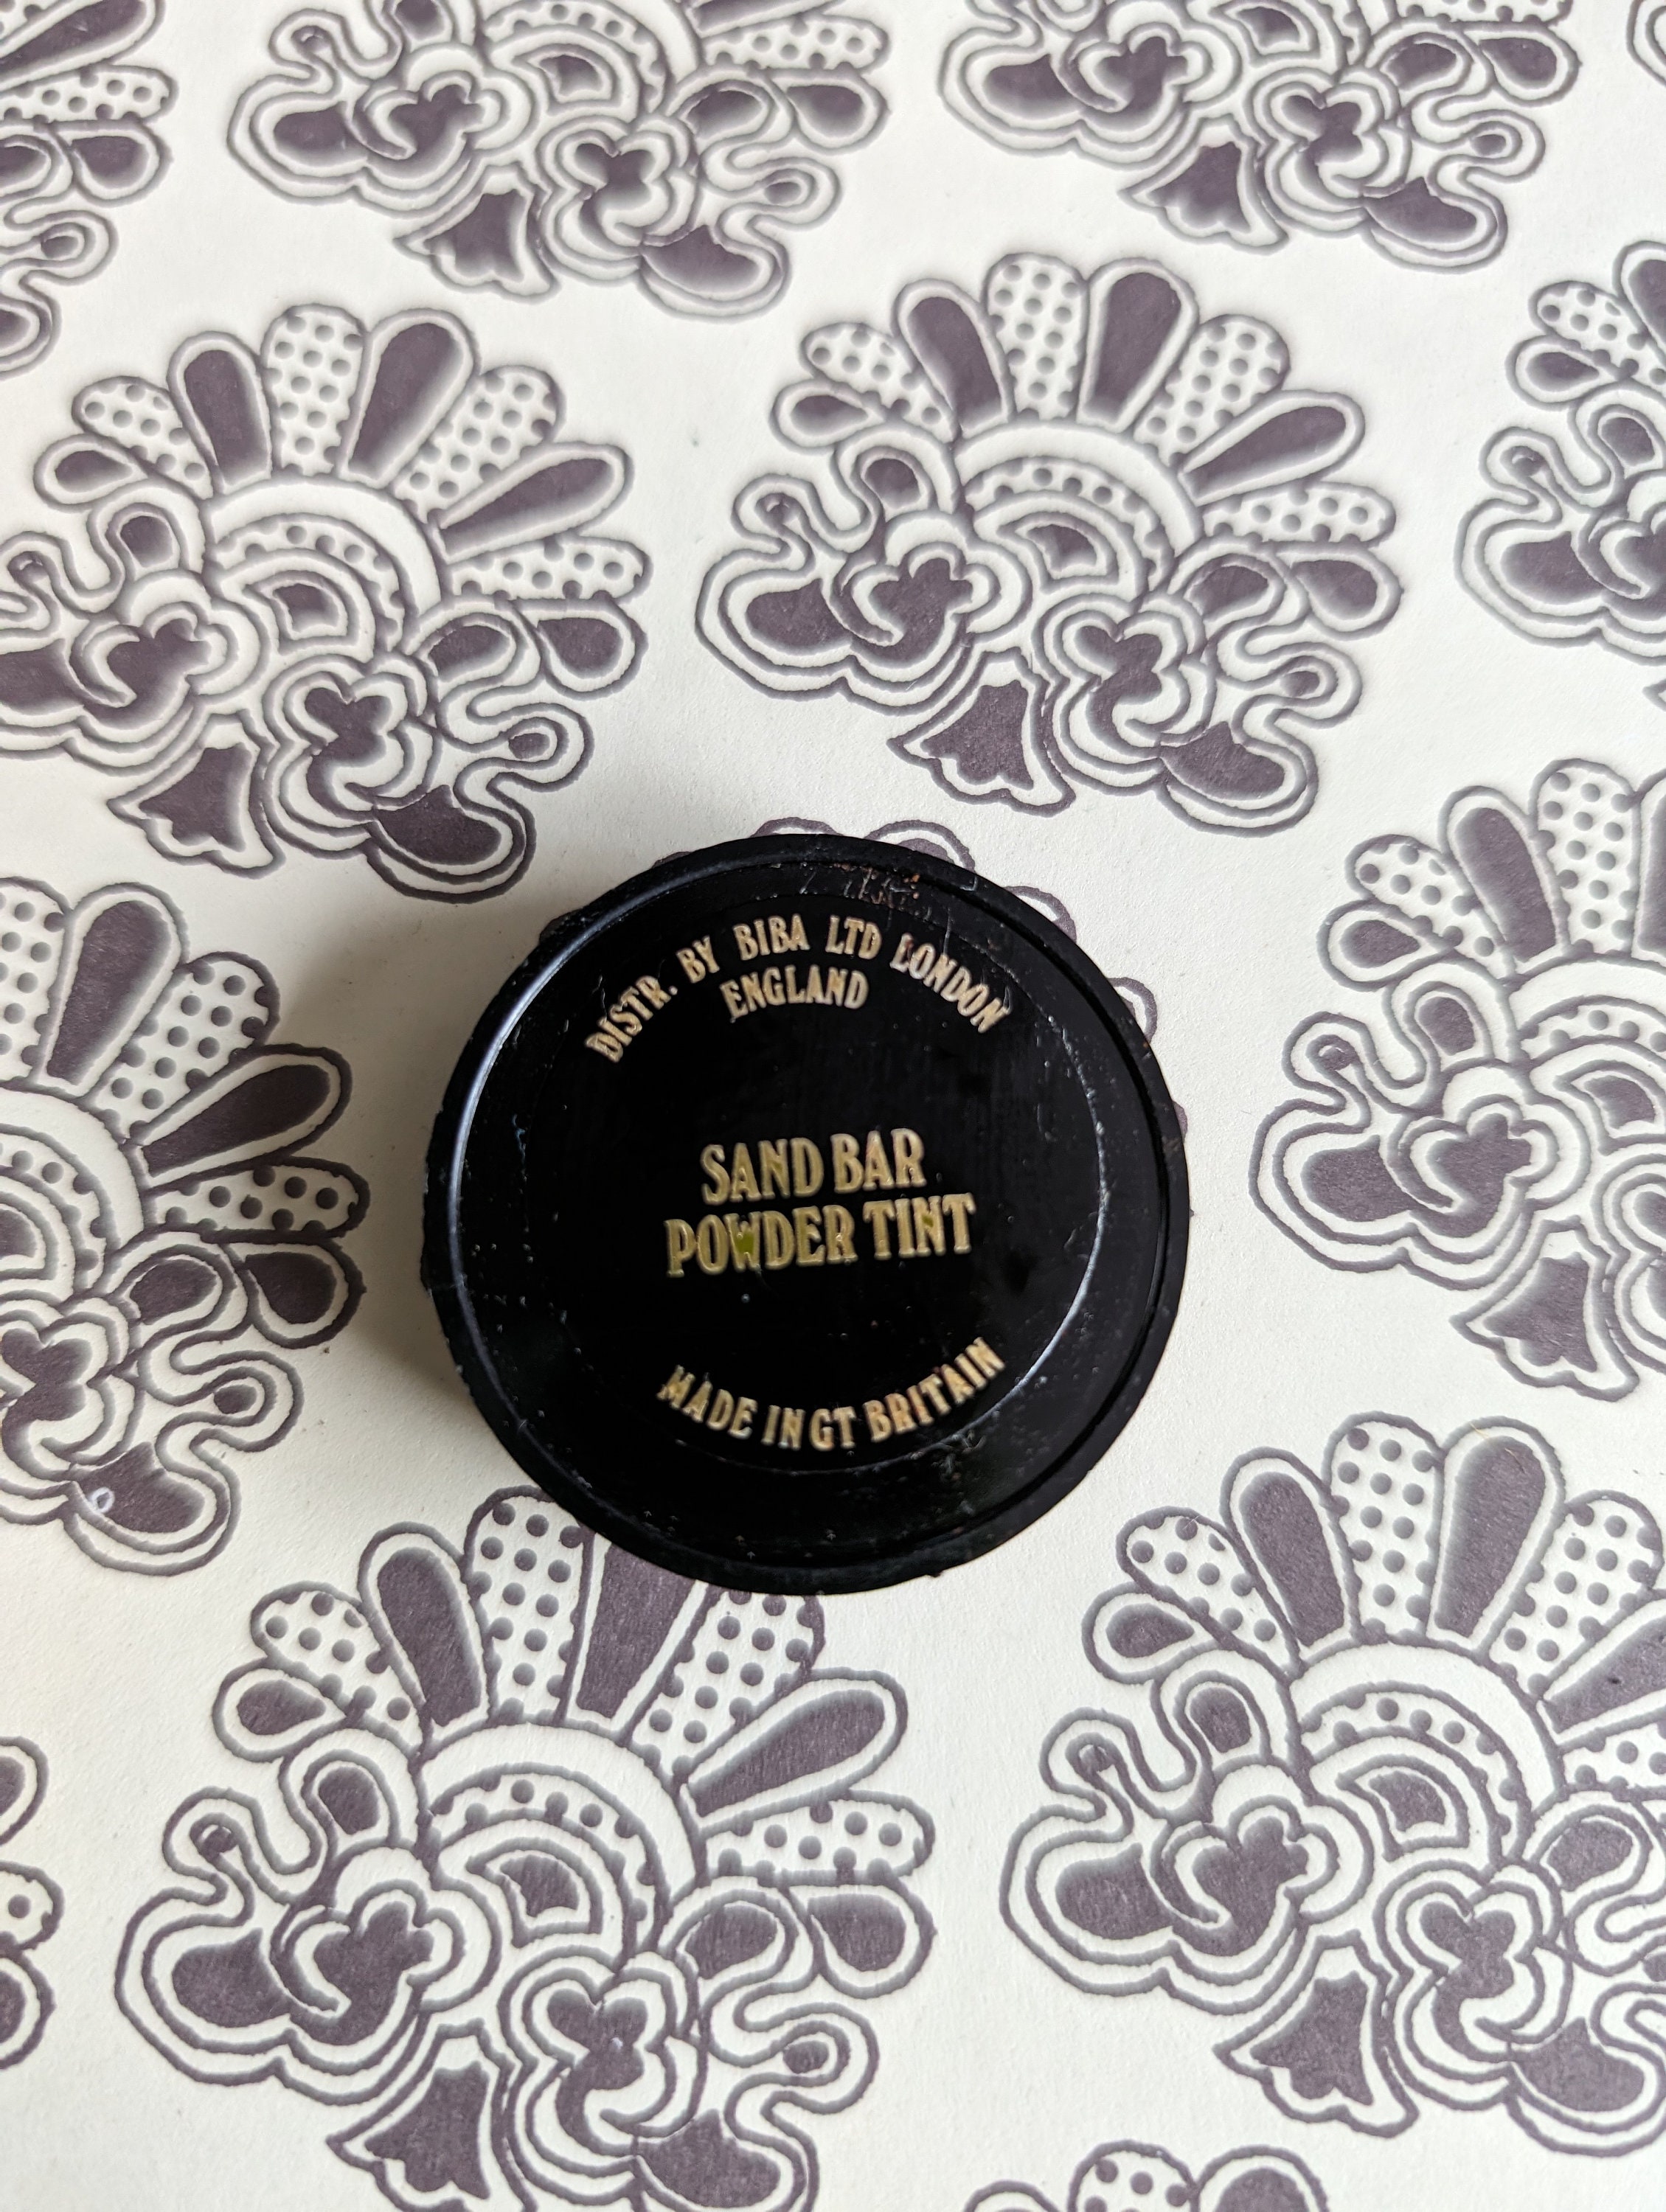 DISTR. BY BIBA LTD LONDON
ENGLAND
SAND BAR
POWDER TINT
MADE IN GT BRITAIN